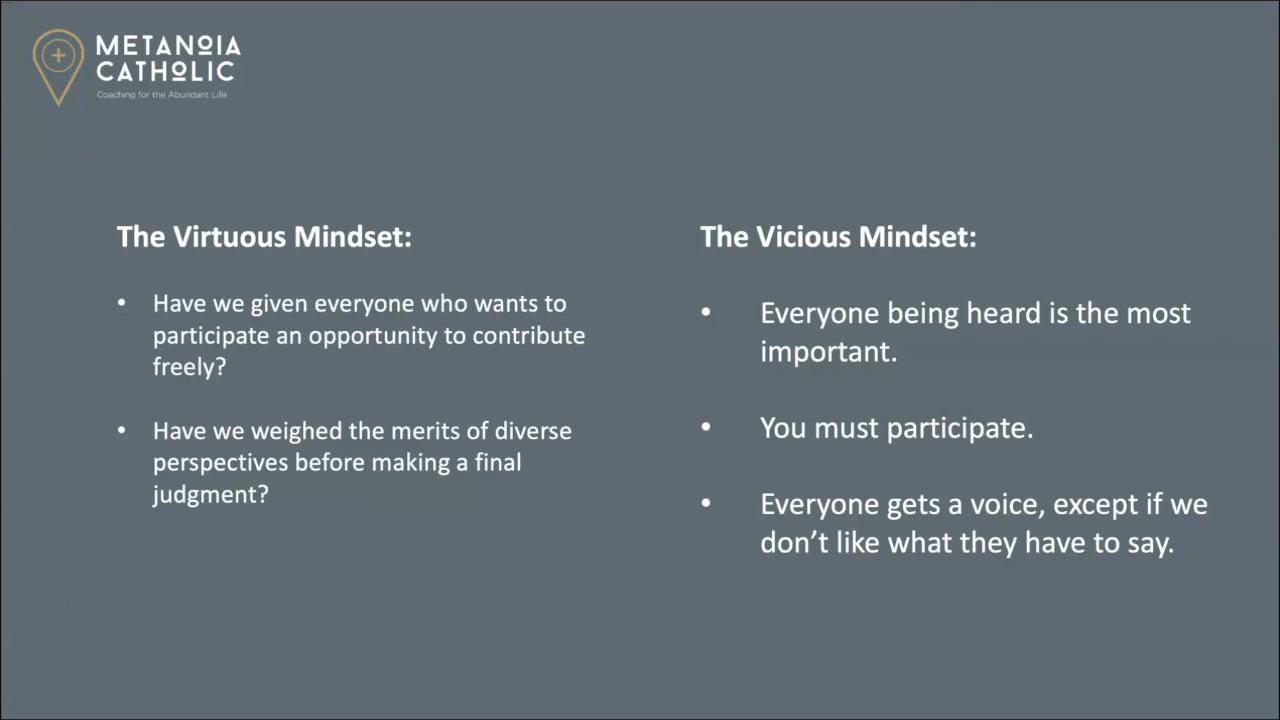 METANOIA
CATHOLIC
Coaching for the Abundant Life
The Virtuous Mindset:
• Have we given everyone who wants to
participate an opportunity to contribute
freely?
• Have we weighed the merits of diverse
perspectives before making a final
judgment?
The Vicious Mindset:
• Everyone being heard is the most
important.
• You must participate.
• Everyone gets a voice, except if we
don’t like what they have to say.